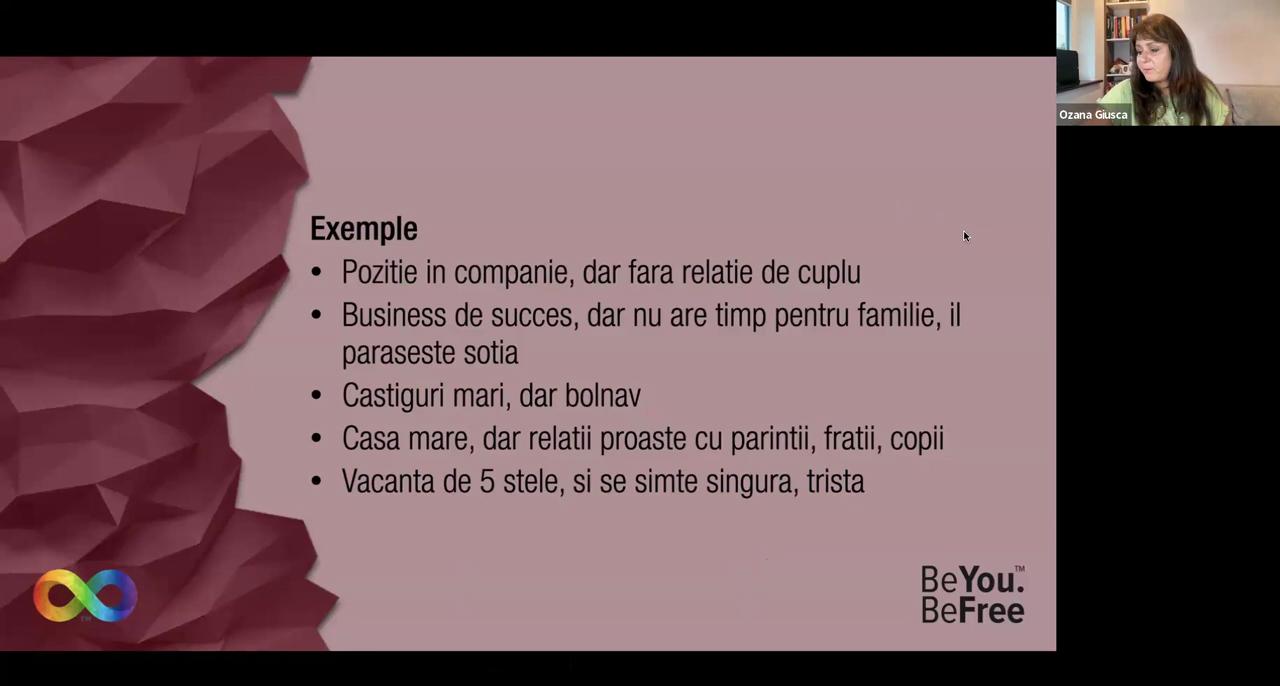 Ozana Giusca
Exemple
• Pozitie in companie, dar fara relatie de cuplu
• Business de succes, dar nu are timp pentru familie, il
paraseste sotia
• Castiguri mari, dar bolnav
• Casa mare, dar relatii proaste cu parintii, fratii, copii
• Vacanta de 5 stele, si se simte singura, trista
BeYou.™
BeFree
TM